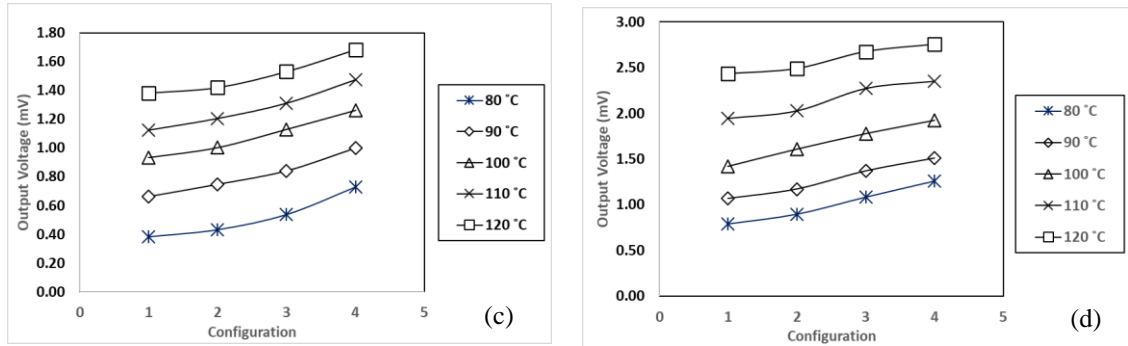 1.80
1.60
1.40
1.20
1.00
0.80
0.60
0.40
0.20
0.00
Output Voltage (mV)
0 1 2 3 4 5
Configuration
80 ˚C
90 ˚C
100 ˚C
110 ˚C
120 ˚C
(c)
3.00
2.50
2.00
1.50
1.00
0.50
0.00
Output Voltage (mV)
0 1 2 3 4 5
Configuration
80 ˚C
90 ˚C
100 ˚C
110 ˚C
120 ˚C
(d)